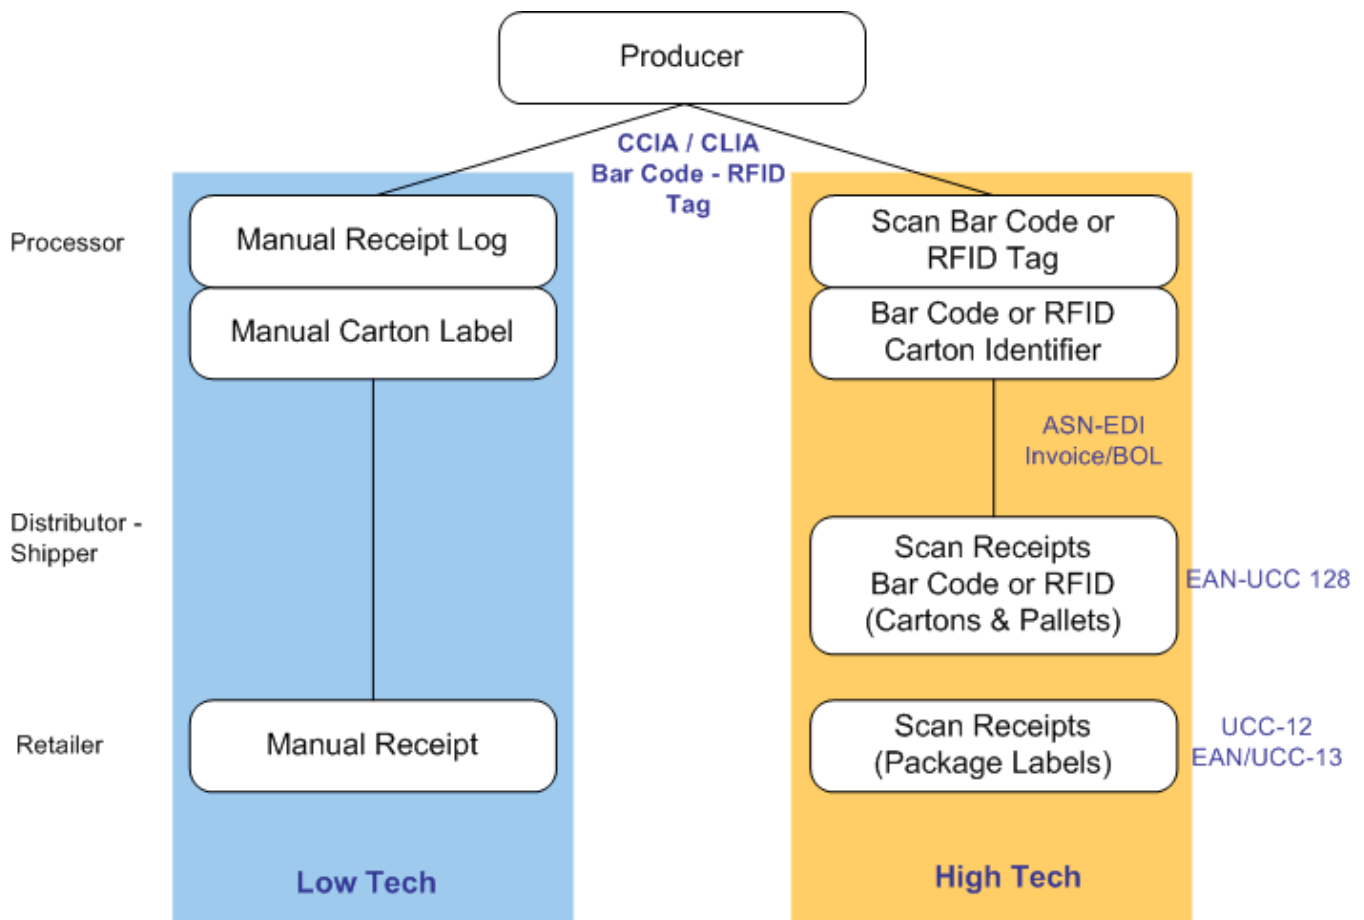 Producer
CCIA / CLIA
Bar Code - RFID
Tag
Processor
Manual Receipt Log
Scan Bar Code or
RFID Tag
Manual Carton Label
Bar Code or RFID
Carton Identifier
ASN-EDI
Invoice/BOL
Distributor -
Shipper
Scan Receipts
Bar Code or RFID
(Cartons & Pallets)
EAN-UCC 128
Retailer
Manual Receipt
Scan Receipts
(Package Labels)
UCC-12
EAN/UCC-13
Low Tech
High Tech